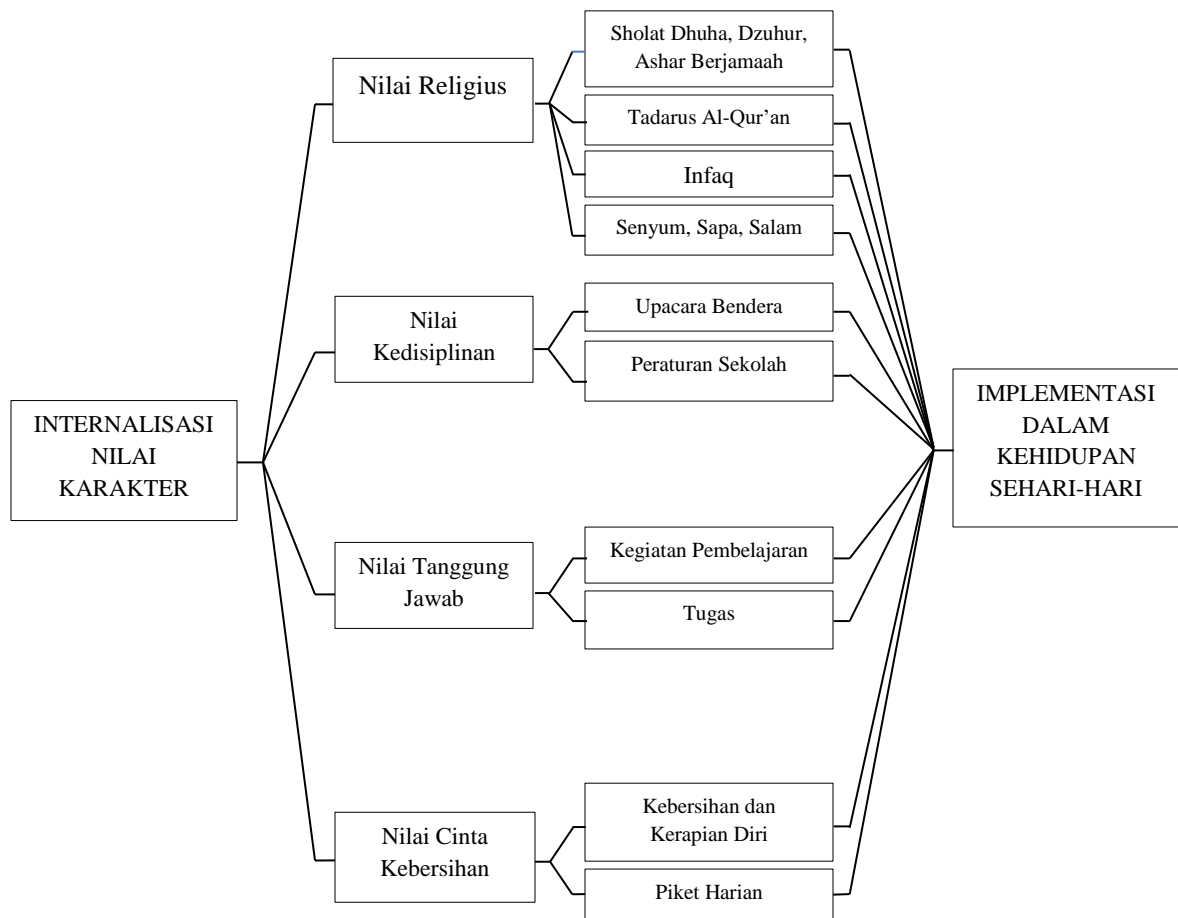 INTERNALISASI
NILAI
KARAKTER
Nilai Religius
Sholat Dhuha, Dzuhur,
Ashar Berjamaah
Tadarus Al-Qur’an
Infaq
Senyum, Sapa, Salam
Nilai
Kedisiplinan
Upacara Bendera
Peraturan Sekolah
Nilai Tanggung
Jawab
Kegiatan Pembelajaran
Tugas
Nilai Cinta
Kebersihan
Kebersihan dan
Kerapian Diri
Piket Harian
IMPLEMENTASI
DALAM
KEHIDUPAN
SEHARI-HARI